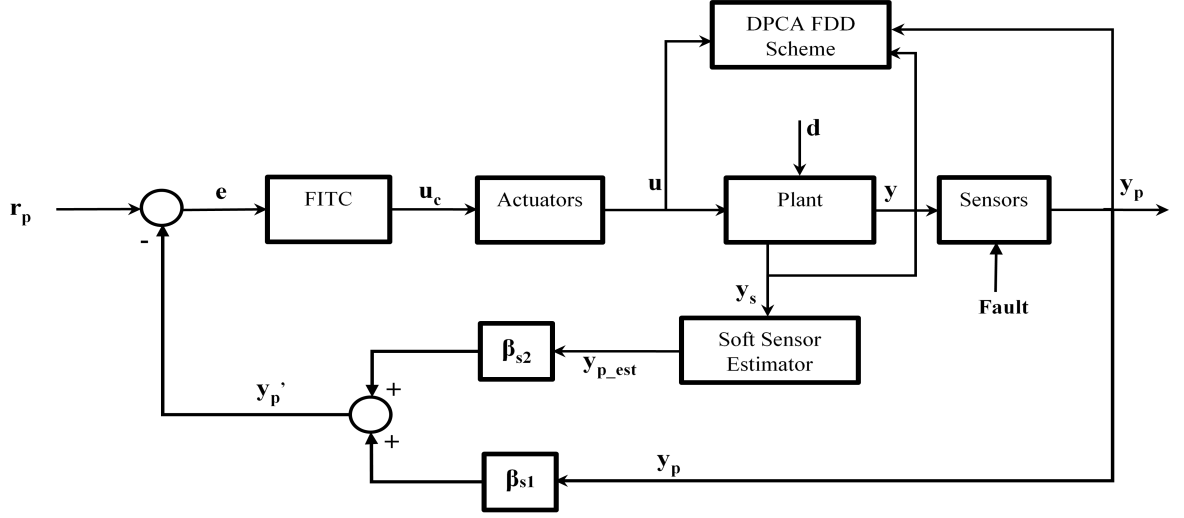 DPCA FDD
Scheme
d
r_p
e
FITC
u_c
Actuators
u
Plant
y
Sensors
y_p
-
Fault
y_s
Soft Sensor
Estimator
β_s2
y_p_est
+
y_p’
+
β_s1
y_p